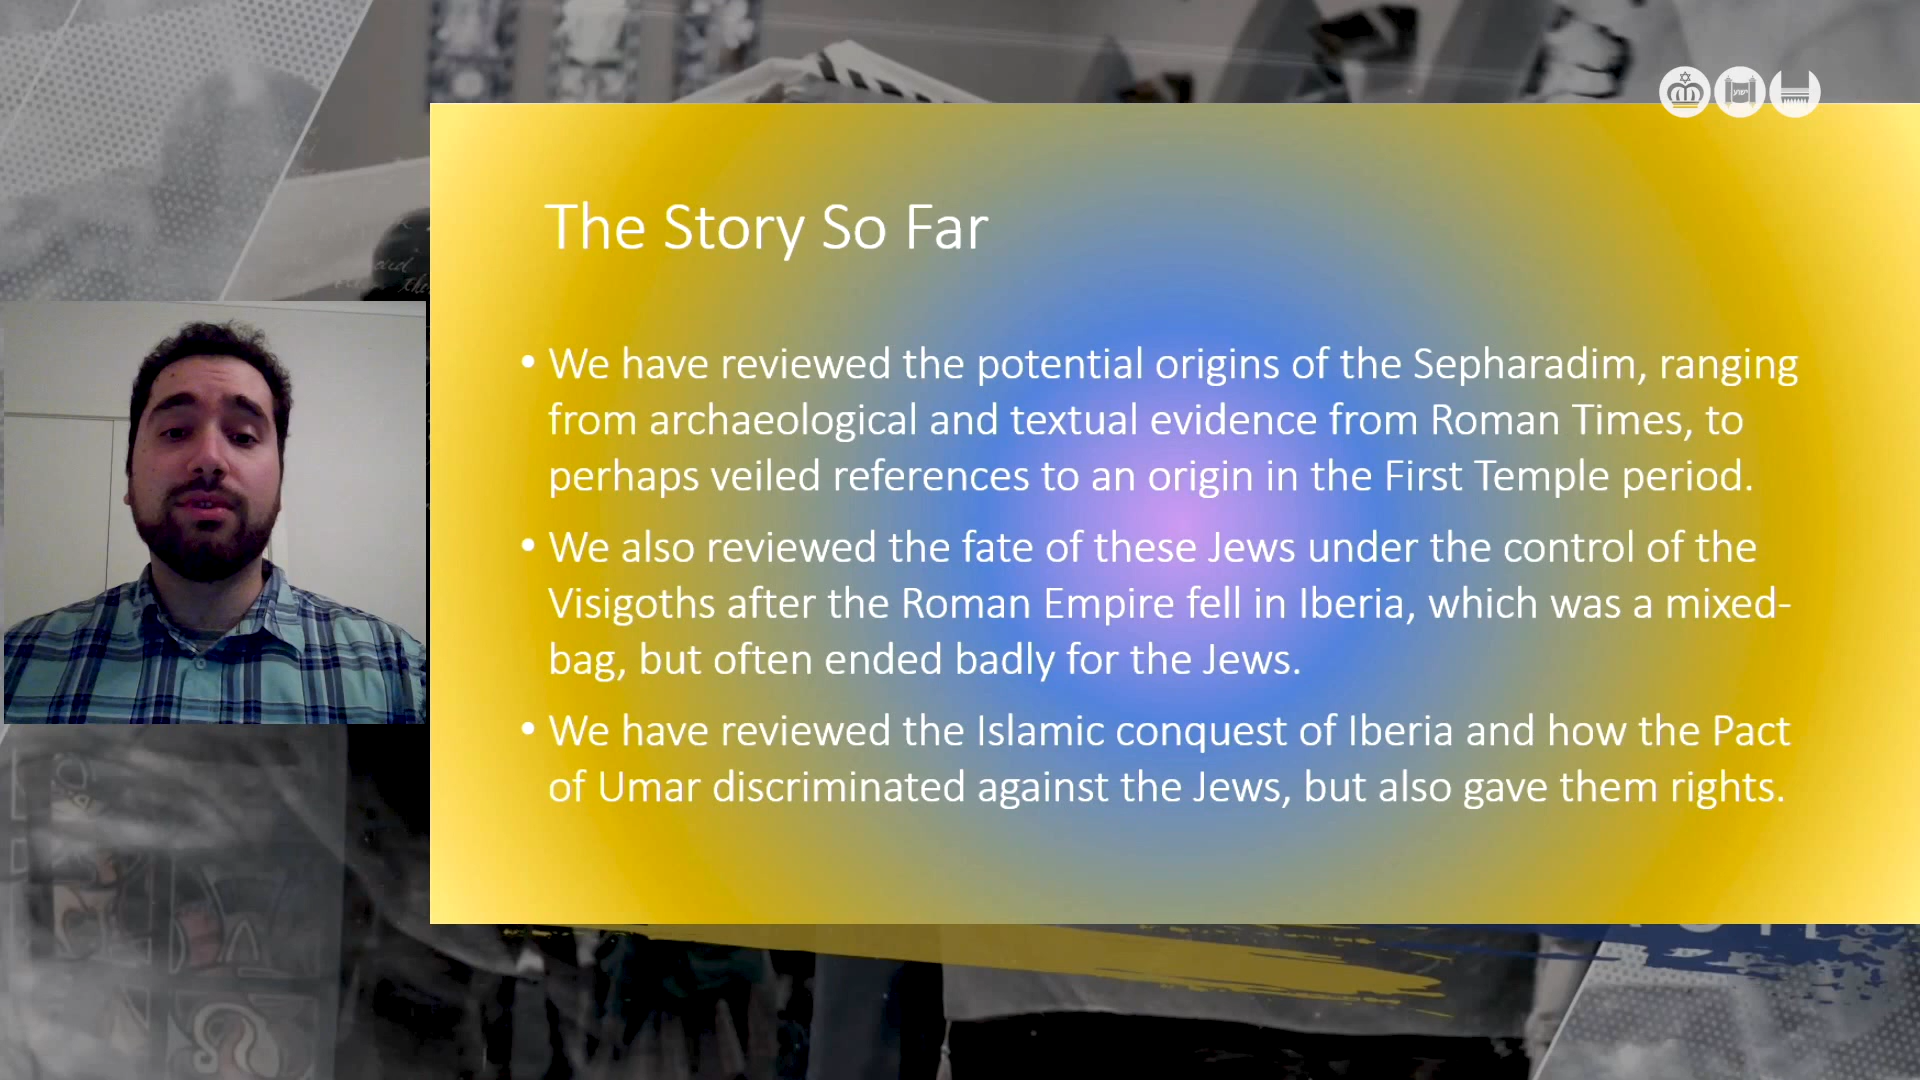 The Story So Far
• We have reviewed the potential origins of the Sepharadim, ranging
from archaeological and textual evidence from Roman Times, to
perhaps veiled references to an origin in the First Temple period.
• We also reviewed the fate of these Jews under the control of the
Visigoths after the Roman Empire fell in Iberia, which was a mixed-
bag, but often ended badly for the Jews.
• We have reviewed the Islamic conquest of Iberia and how the Pact
of Umar discriminated against the Jews, but also gave them rights.